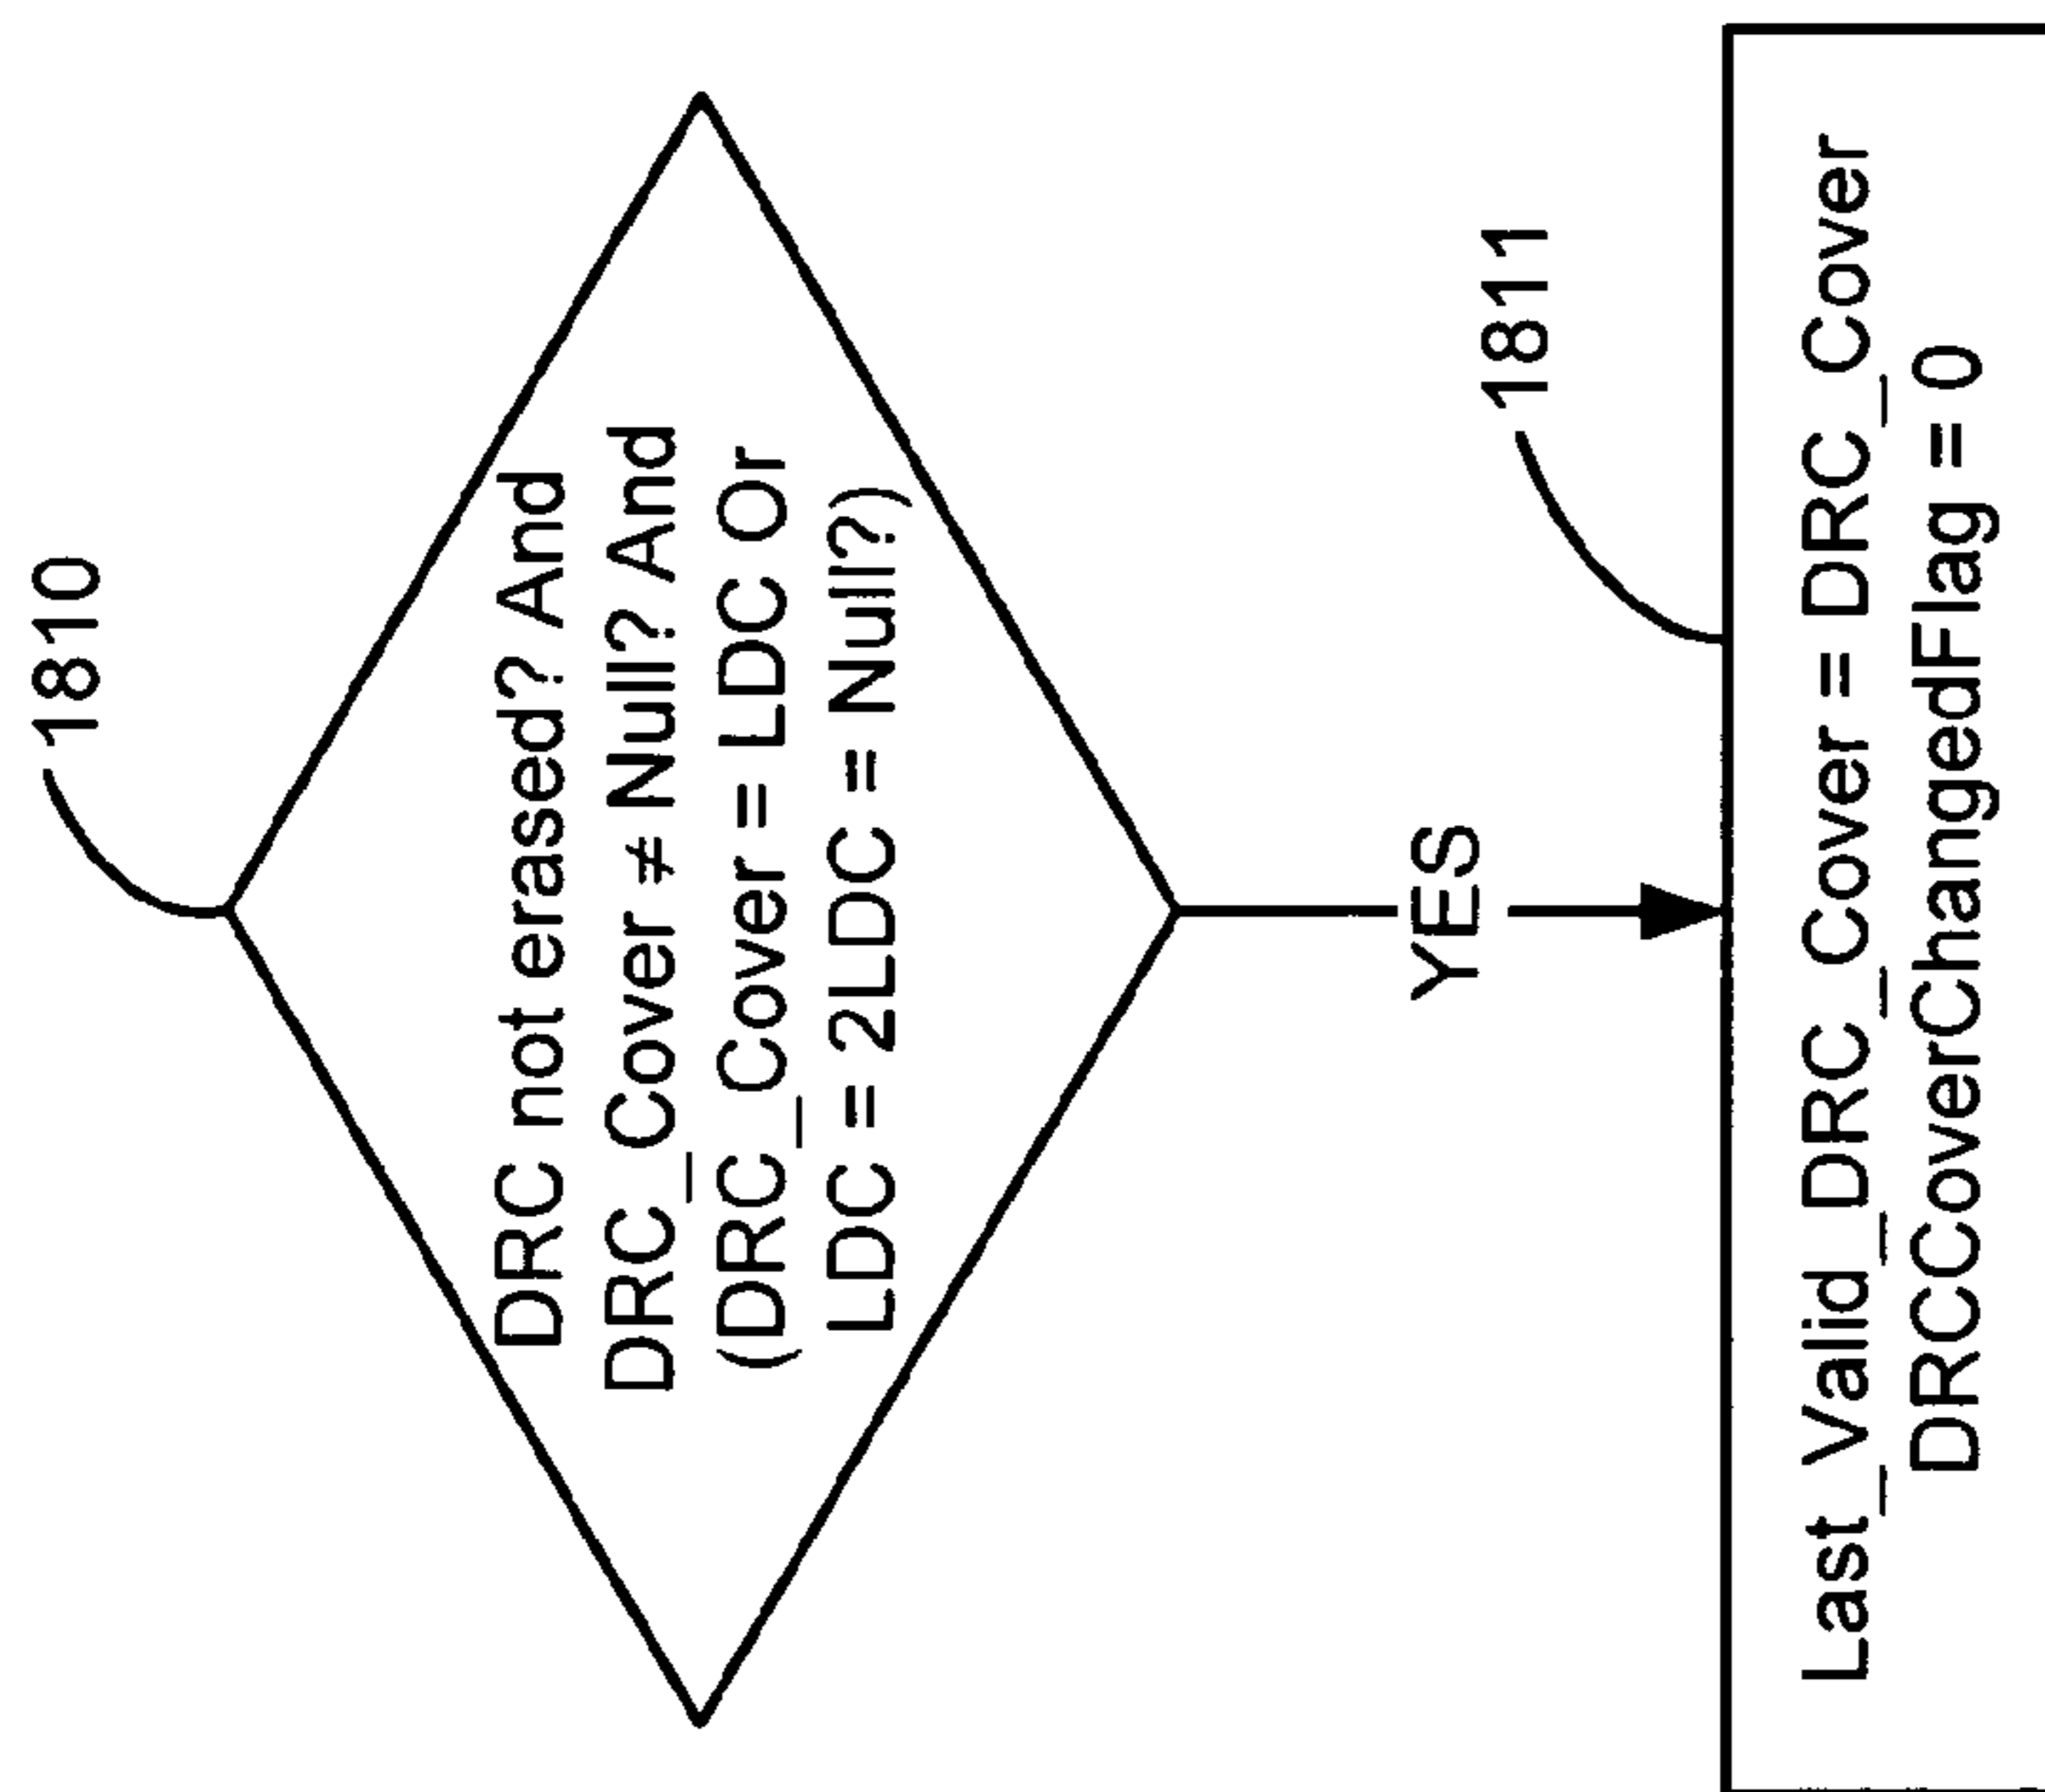 1810
DRC not erased? And
DRC_Cover ≠ Null? And
(DRC_Cover = LDC Or
LDC = 2LDC = Null?)
YES
1811
Last_Valid_DRC_Cover = DRC_Cover
DRCCoverChangedFlag = 0